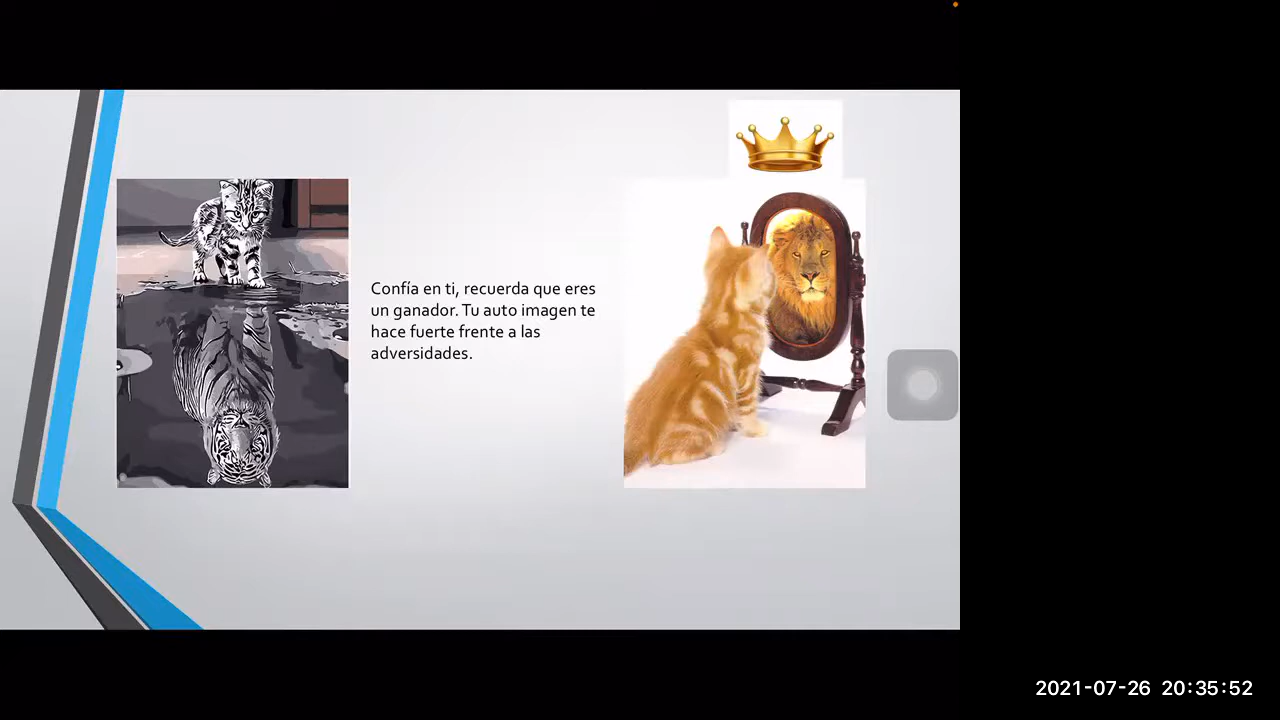 Confía en ti, recuerda que eres
un ganador. Tu auto imagen te
hace fuerte frente a las
adversidades.
2021-07-26 20:35:52